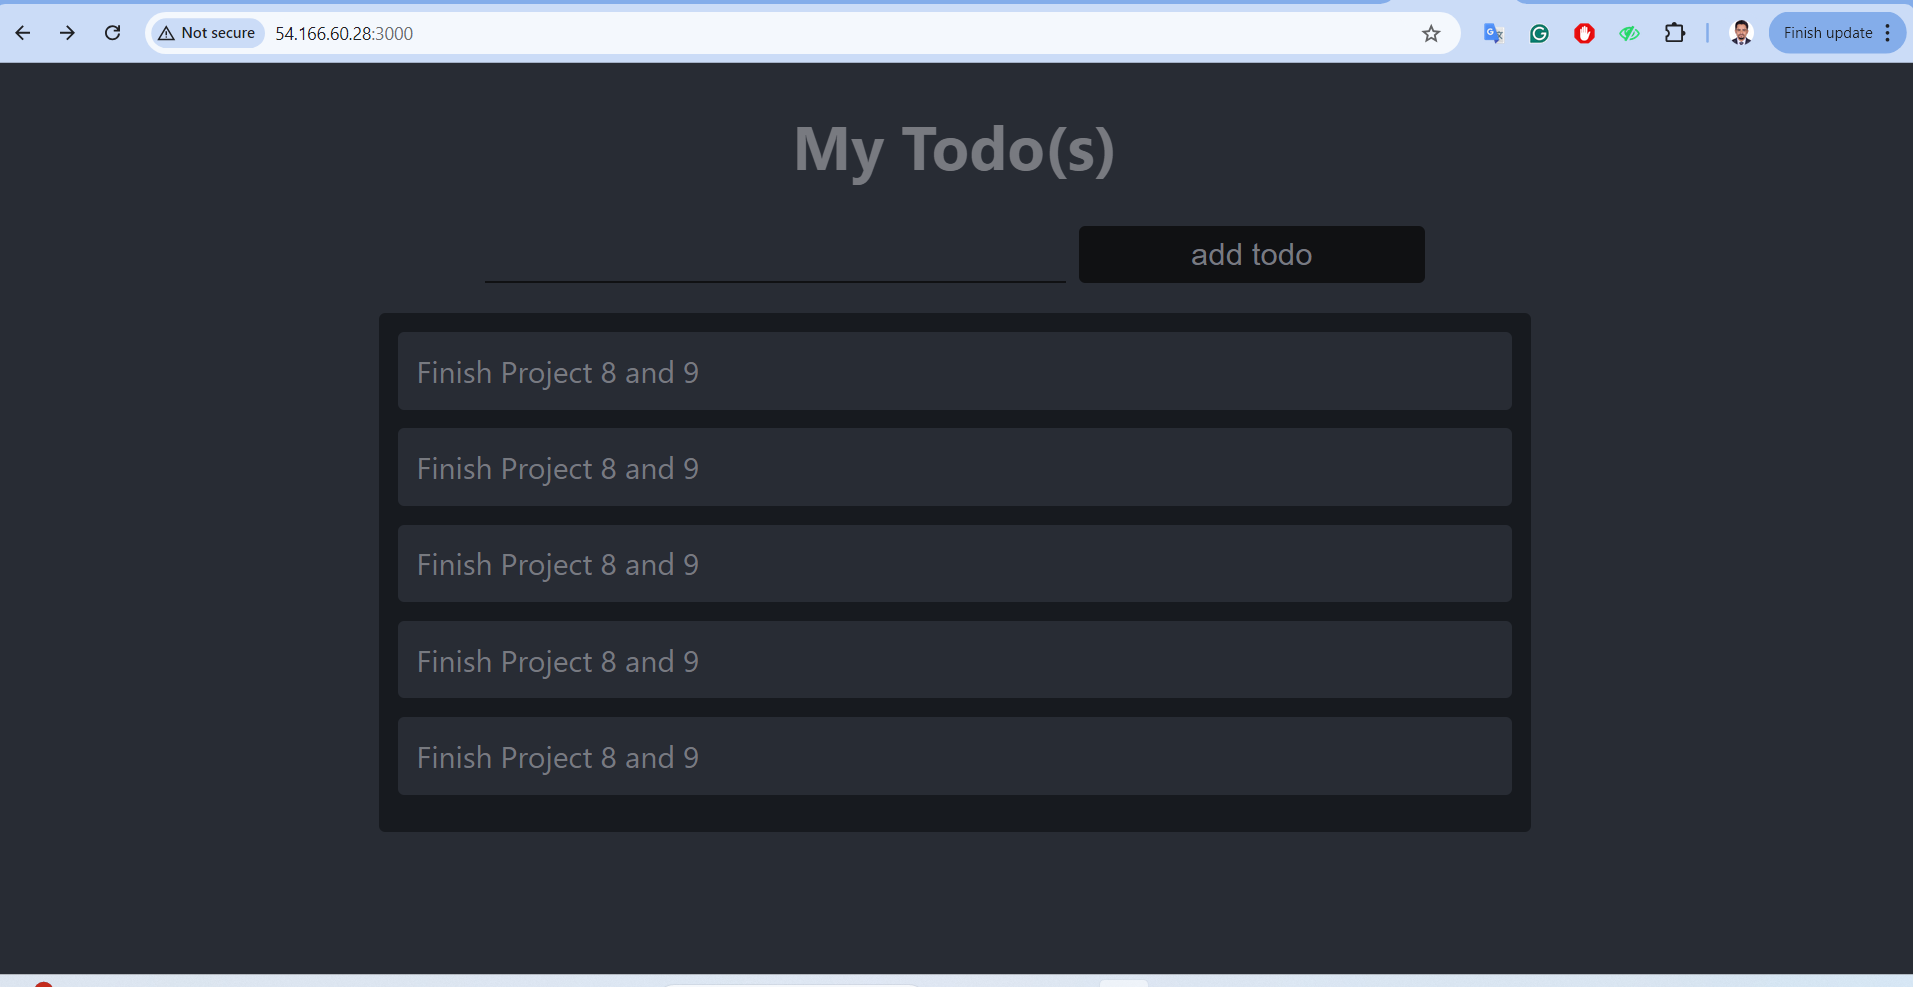 Not secure
54.166.60.28:3000
Finish update
My Todo(s)
add todo
Finish Project 8 and 9
Finish Project 8 and 9
Finish Project 8 and 9
Finish Project 8 and 9
Finish Project 8 and 9